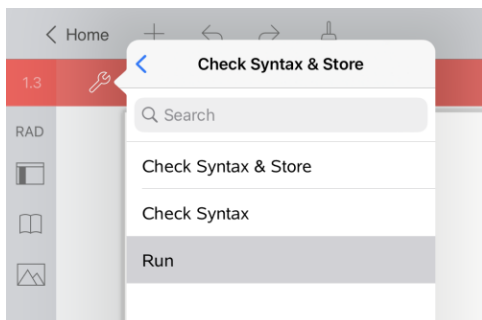 Home
Check Syntax & Store
1.3
Search
RAD
Check Syntax & Store
Check Syntax
Run